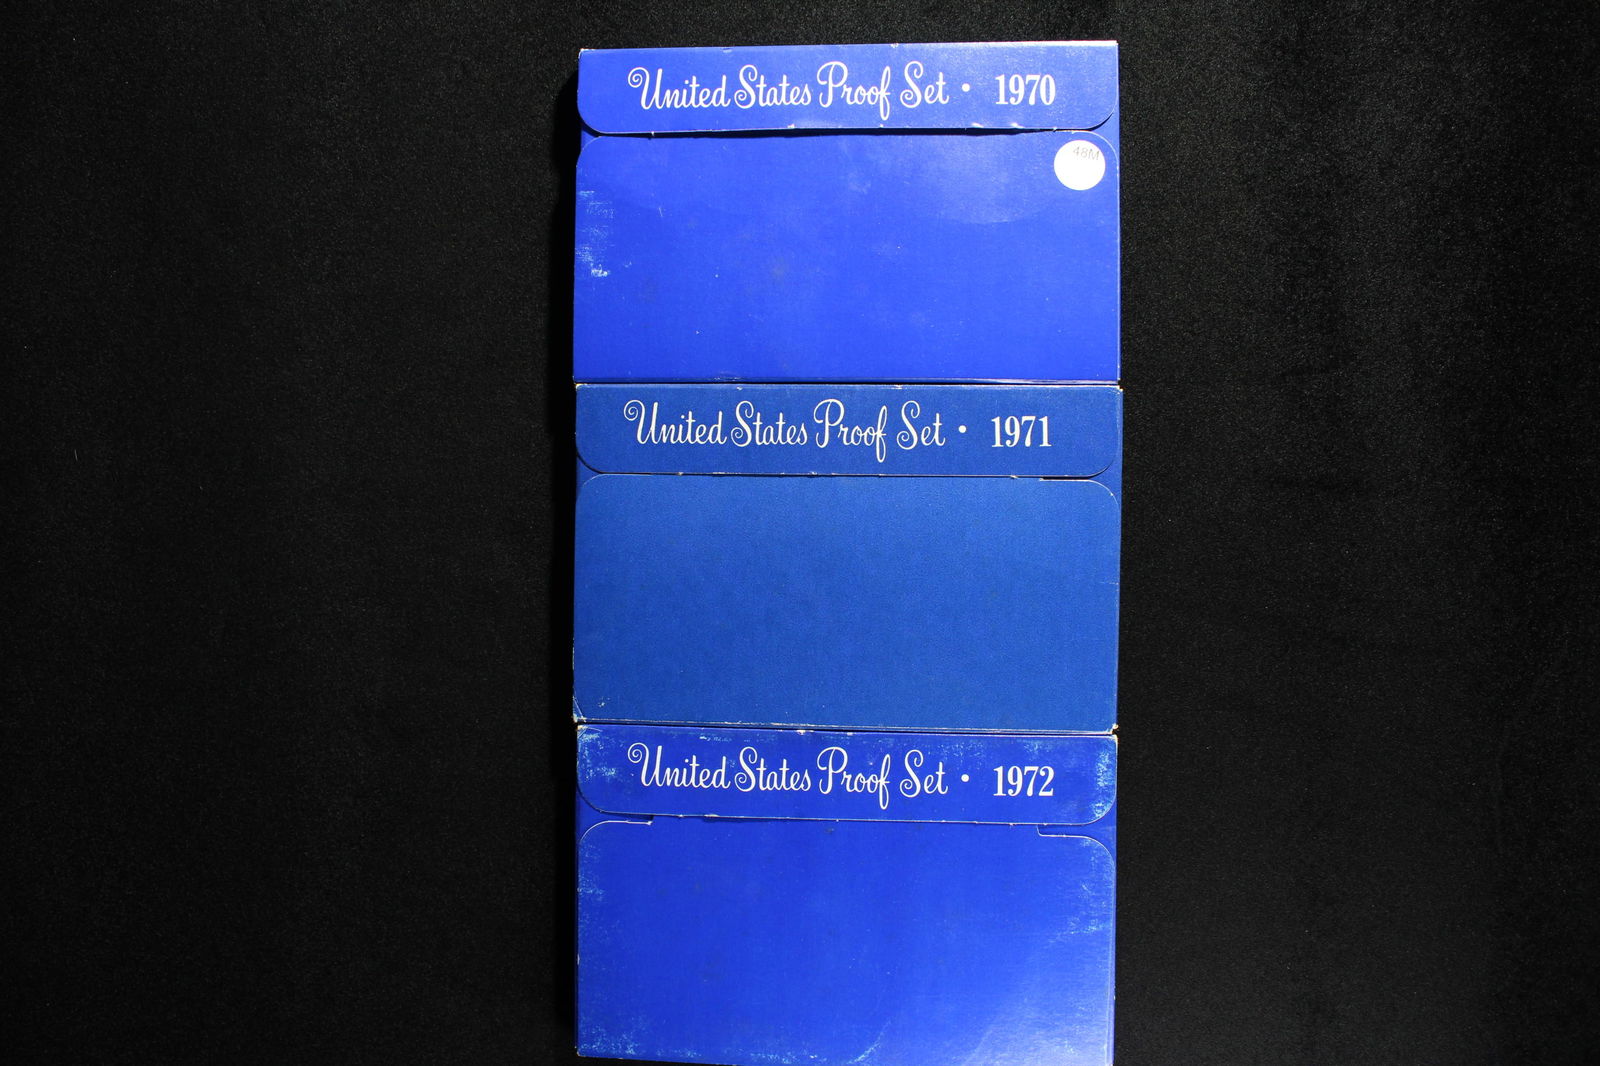 United States Proof Set • 1970
48M
United States Proof Set • 1971
United States Proof Set • 1972